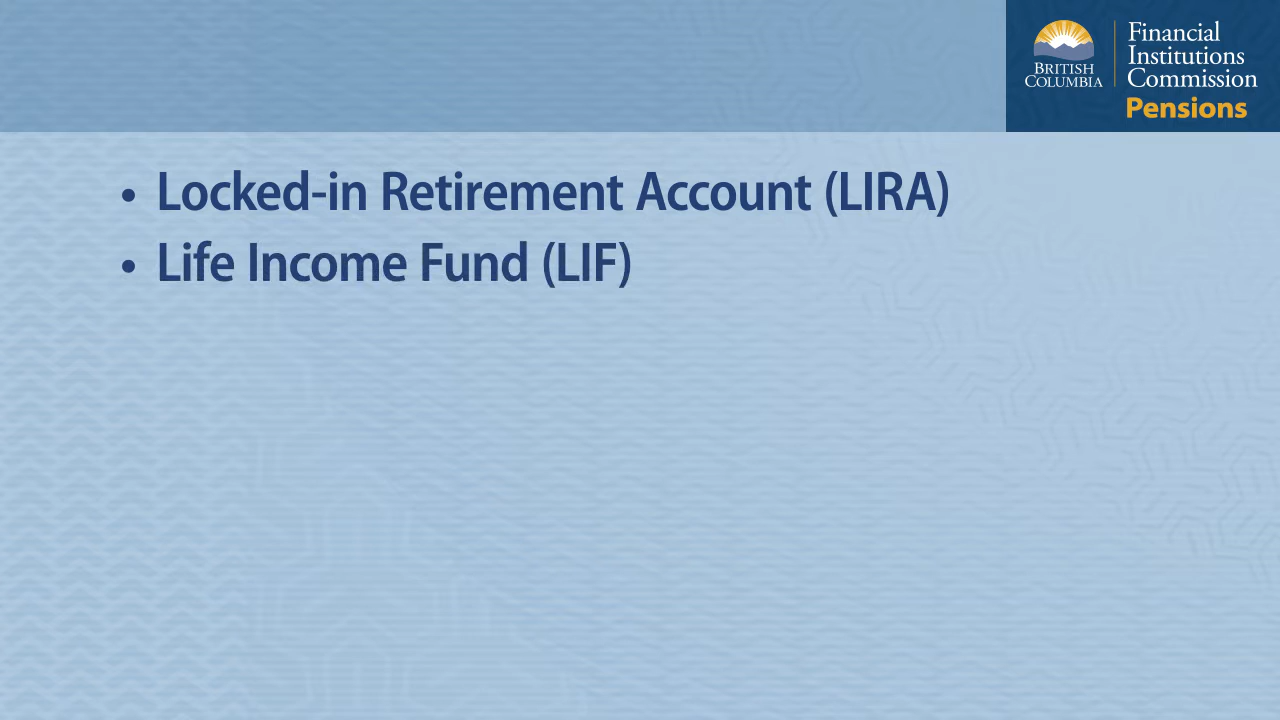 BRITISH
COLUMBIA
Financial
Institutions
Commission
Pensions
• Locked-in Retirement Account (LIRA)
• Life Income Fund (LIF)